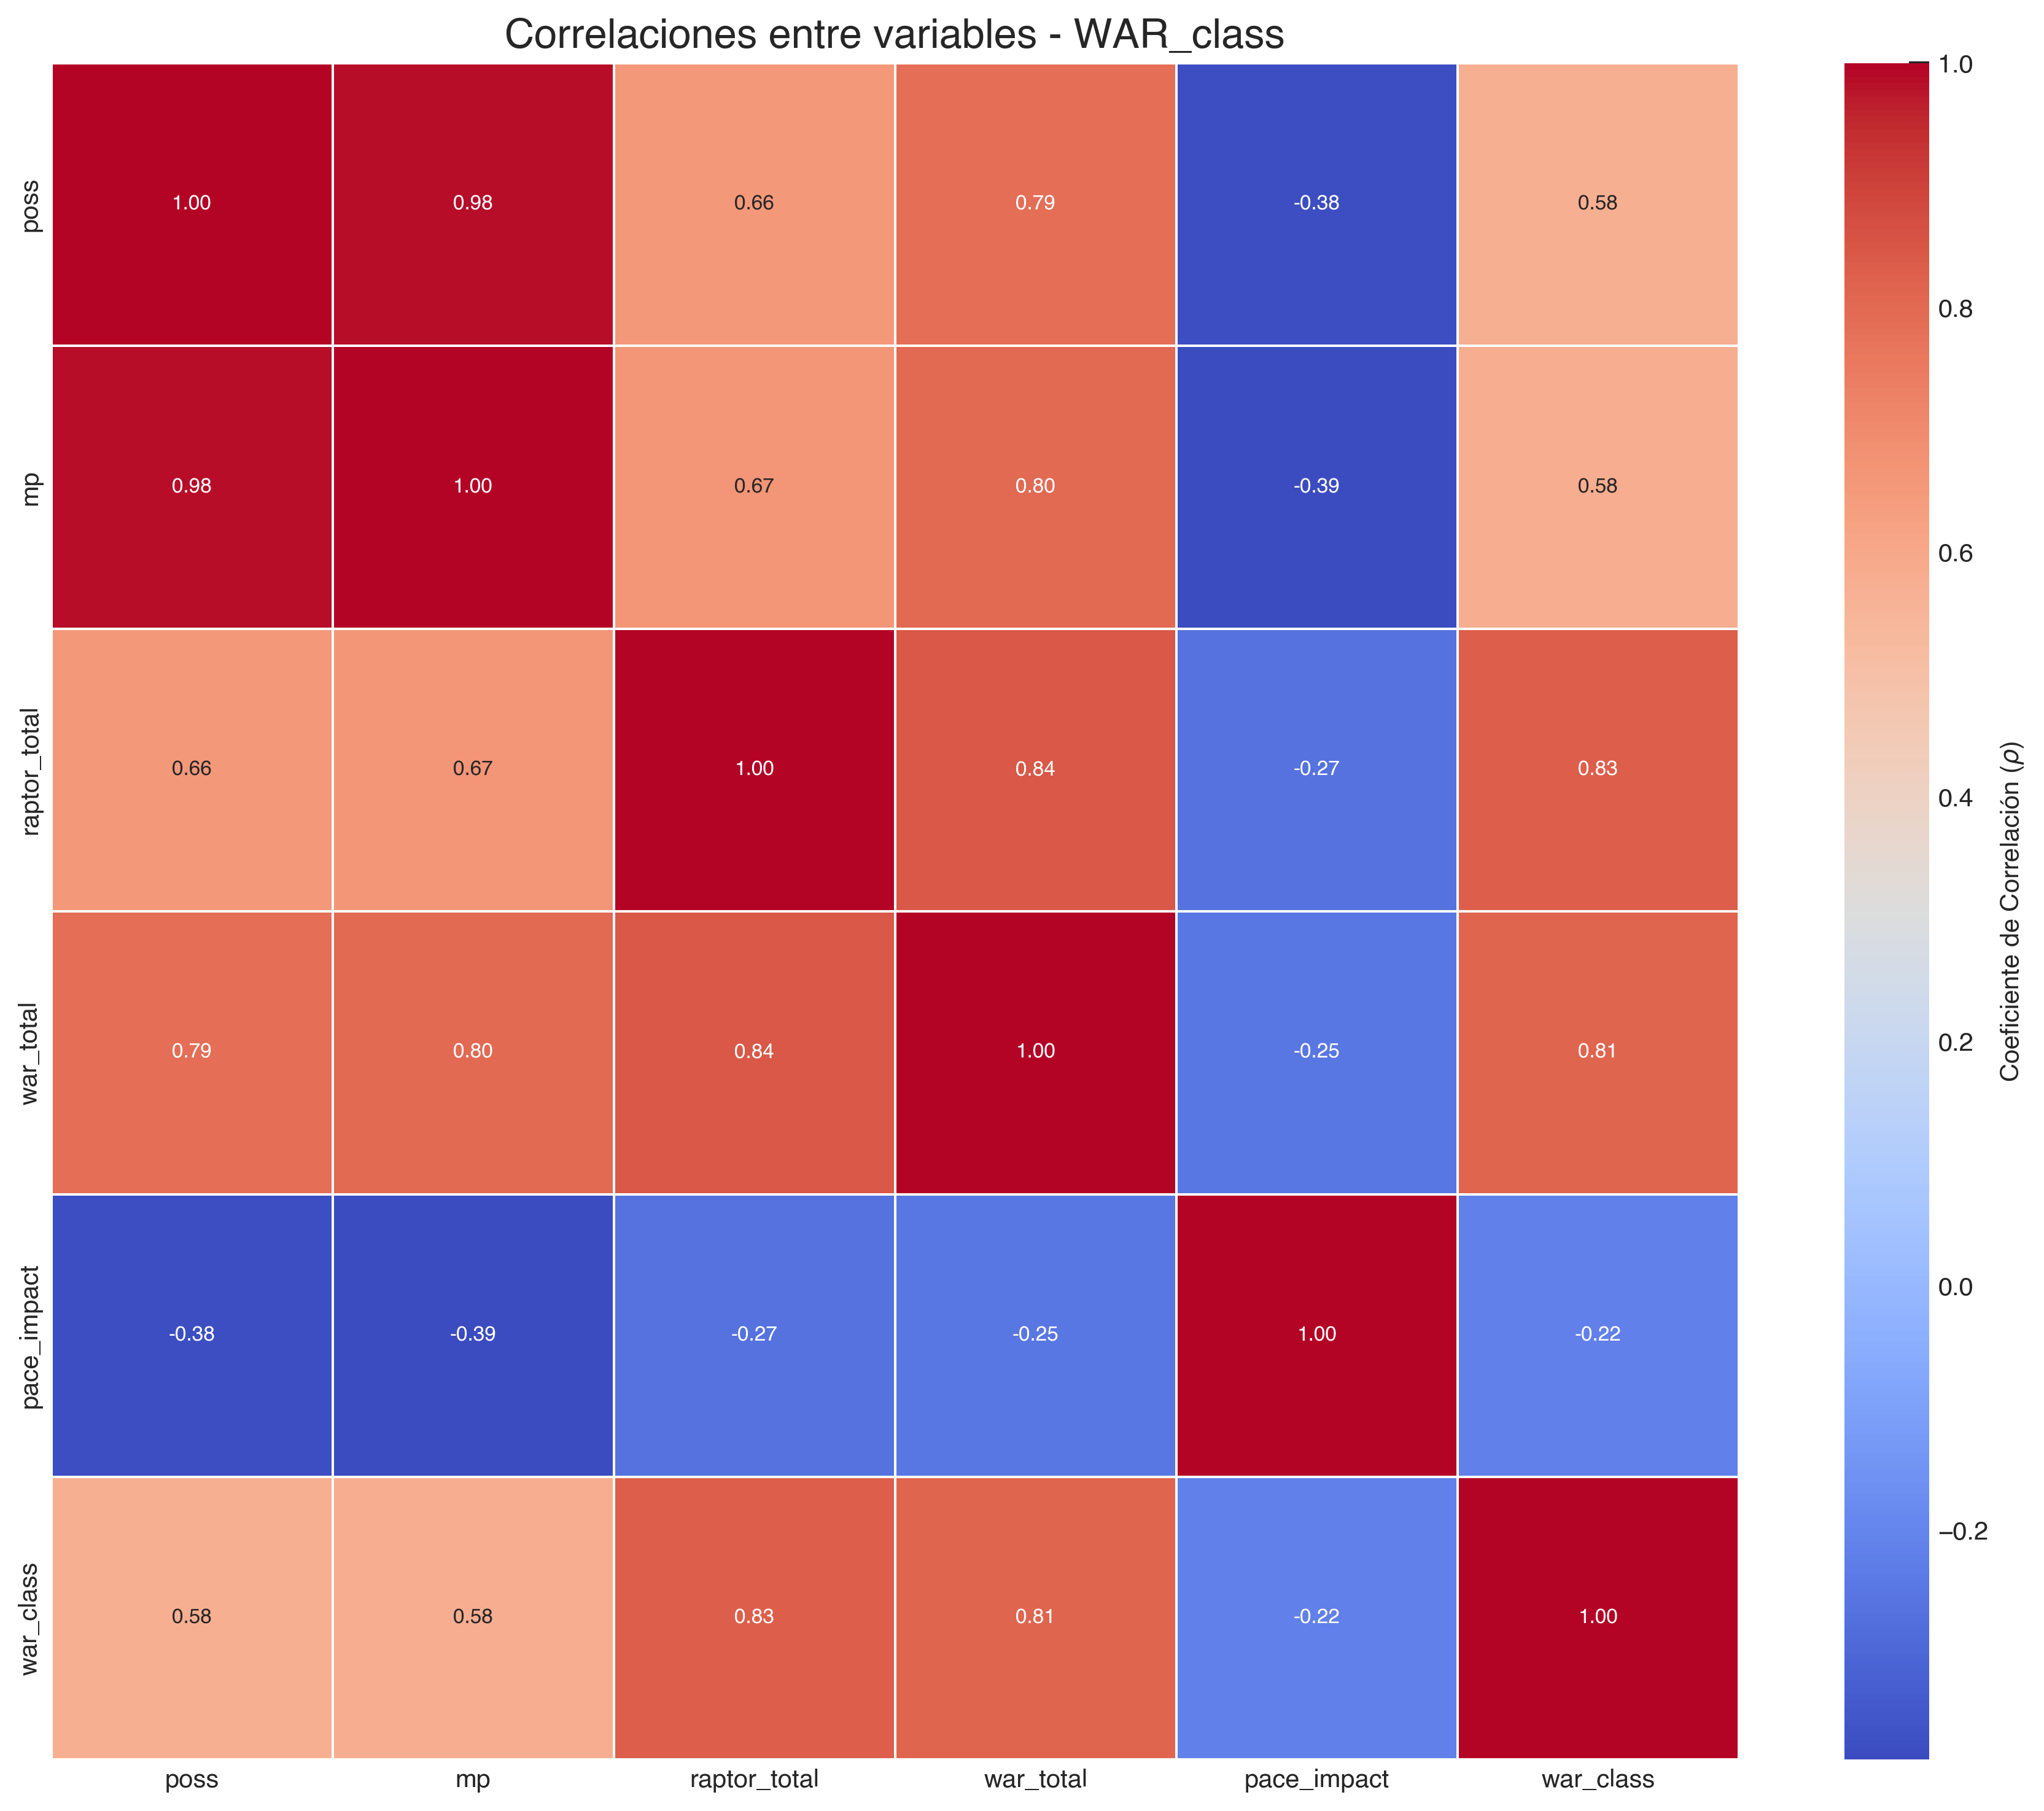 Correlaciones entre variables - WAR_class
poss 1.00 0.98 0.66 0.79 -0.38 0.58
mp 0.98 1.00 0.67 0.80 -0.39 0.58
raptor_total 0.66 0.67 1.00 0.84 -0.27 0.83
war_total 0.79 0.80 0.84 1.00 -0.25 0.81
pace_impact -0.38 -0.39 -0.27 -0.25 1.00 -0.22
war_class 0.58 0.58 0.83 0.81 -0.22 1.00
poss mp raptor_total war_total pace_impact war_class
1.0
0.8
0.6
0.4
0.2
0.0
−0.2
Coeficiente de Correlación (ρ)